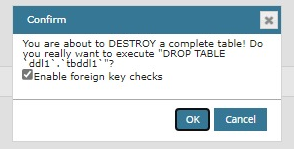 Confirm
You are about to DESTROY a complete table! Do
you really want to execute "DROP TABLE
`ddl1`.`tbddl1`"?
Enable foreign key checks
OK Cancel